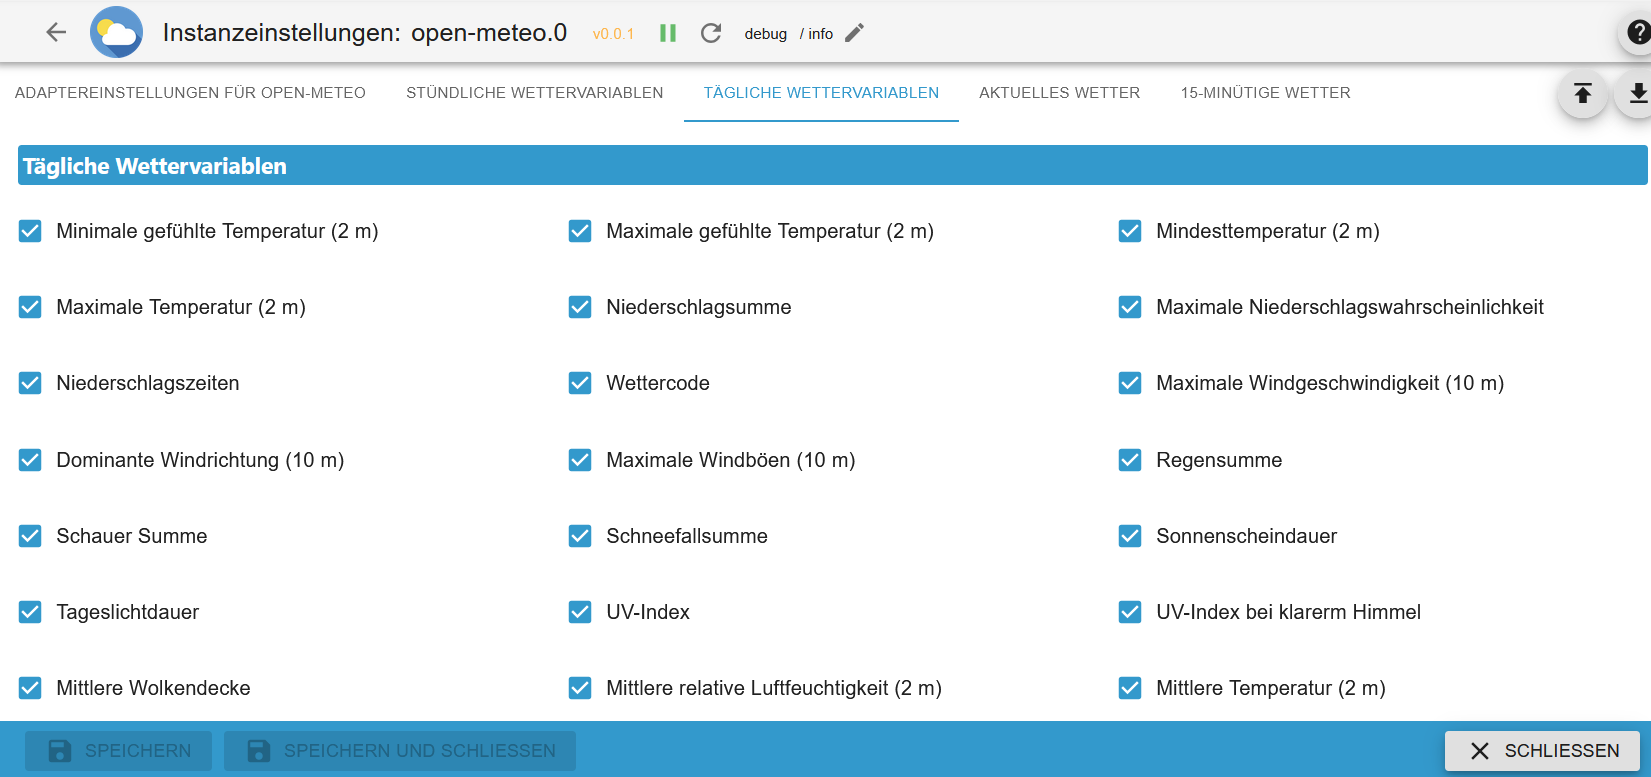 Instanzeinstellungen: open-meteo.0 v0.0.1 debug / info
ADAPTEREINSTELLUNGEN FÜR OPEN-METEO STÜNDLICHE WETTERVARIABLEN TÄGLICHE WETTERVARIABLEN AKTUELLES WETTER 15-MINÜTIGE WETTER
Tägliche Wettervariablen
Minimale gefühlte Temperatur (2 m) Maximale gefühlte Temperatur (2 m) Mindesttemperatur (2 m)
Maximale Temperatur (2 m) Niederschlagsumme Maximale Niederschlagswahrscheinlichkeit
Niederschlagszeiten Wettercode Maximale Windgeschwindigkeit (10 m)
Dominante Windrichtung (10 m) Maximale Windböen (10 m) Regensumme
Schauer Summe Schneefallsumme Sonnenscheindauer
Tageslichtdauer UV-Index UV-Index bei klarerm Himmel
Mittlere Wolkendecke Mittlere relative Luftfeuchtigkeit (2 m) Mittlere Temperatur (2 m)
SPEICHERN SPEICHERN UND SCHLIESSEN SCHLIESSEN